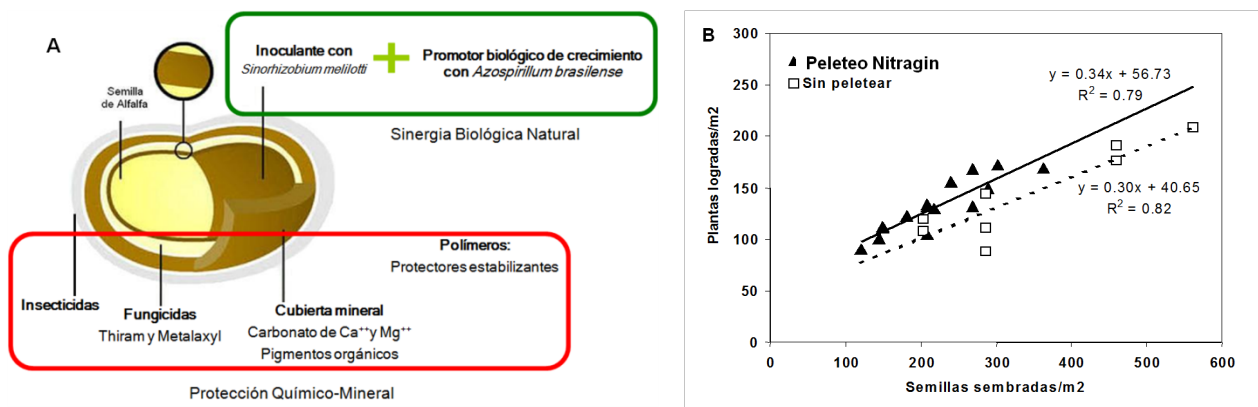 A
Inoculante con
Sinorhizobium melilotti
+
Promotor biológico de crecimiento
con Azospirillum brasilense
Semilla
de Alfalfa
Sinergia Biológica Natural
Polímeros:
Protectores estabilizantes
Insecticidas
Fungicidas
Thiram y Metalaxyl
Cubierta mineral
Carbonato de Ca⁺⁺y Mg⁺⁺
Pigmentos orgánicos
Protección Químico-Mineral
B
Plantas logradas/m2
300
250
200
150
100
50
0
Peleteo Nitragin
Sin peletear
y = 0.34x + 56.73
R² = 0.79
y = 0.30x + 40.65
R² = 0.82
0 100 200 300 400 500 600
Semillas sembradas/m2